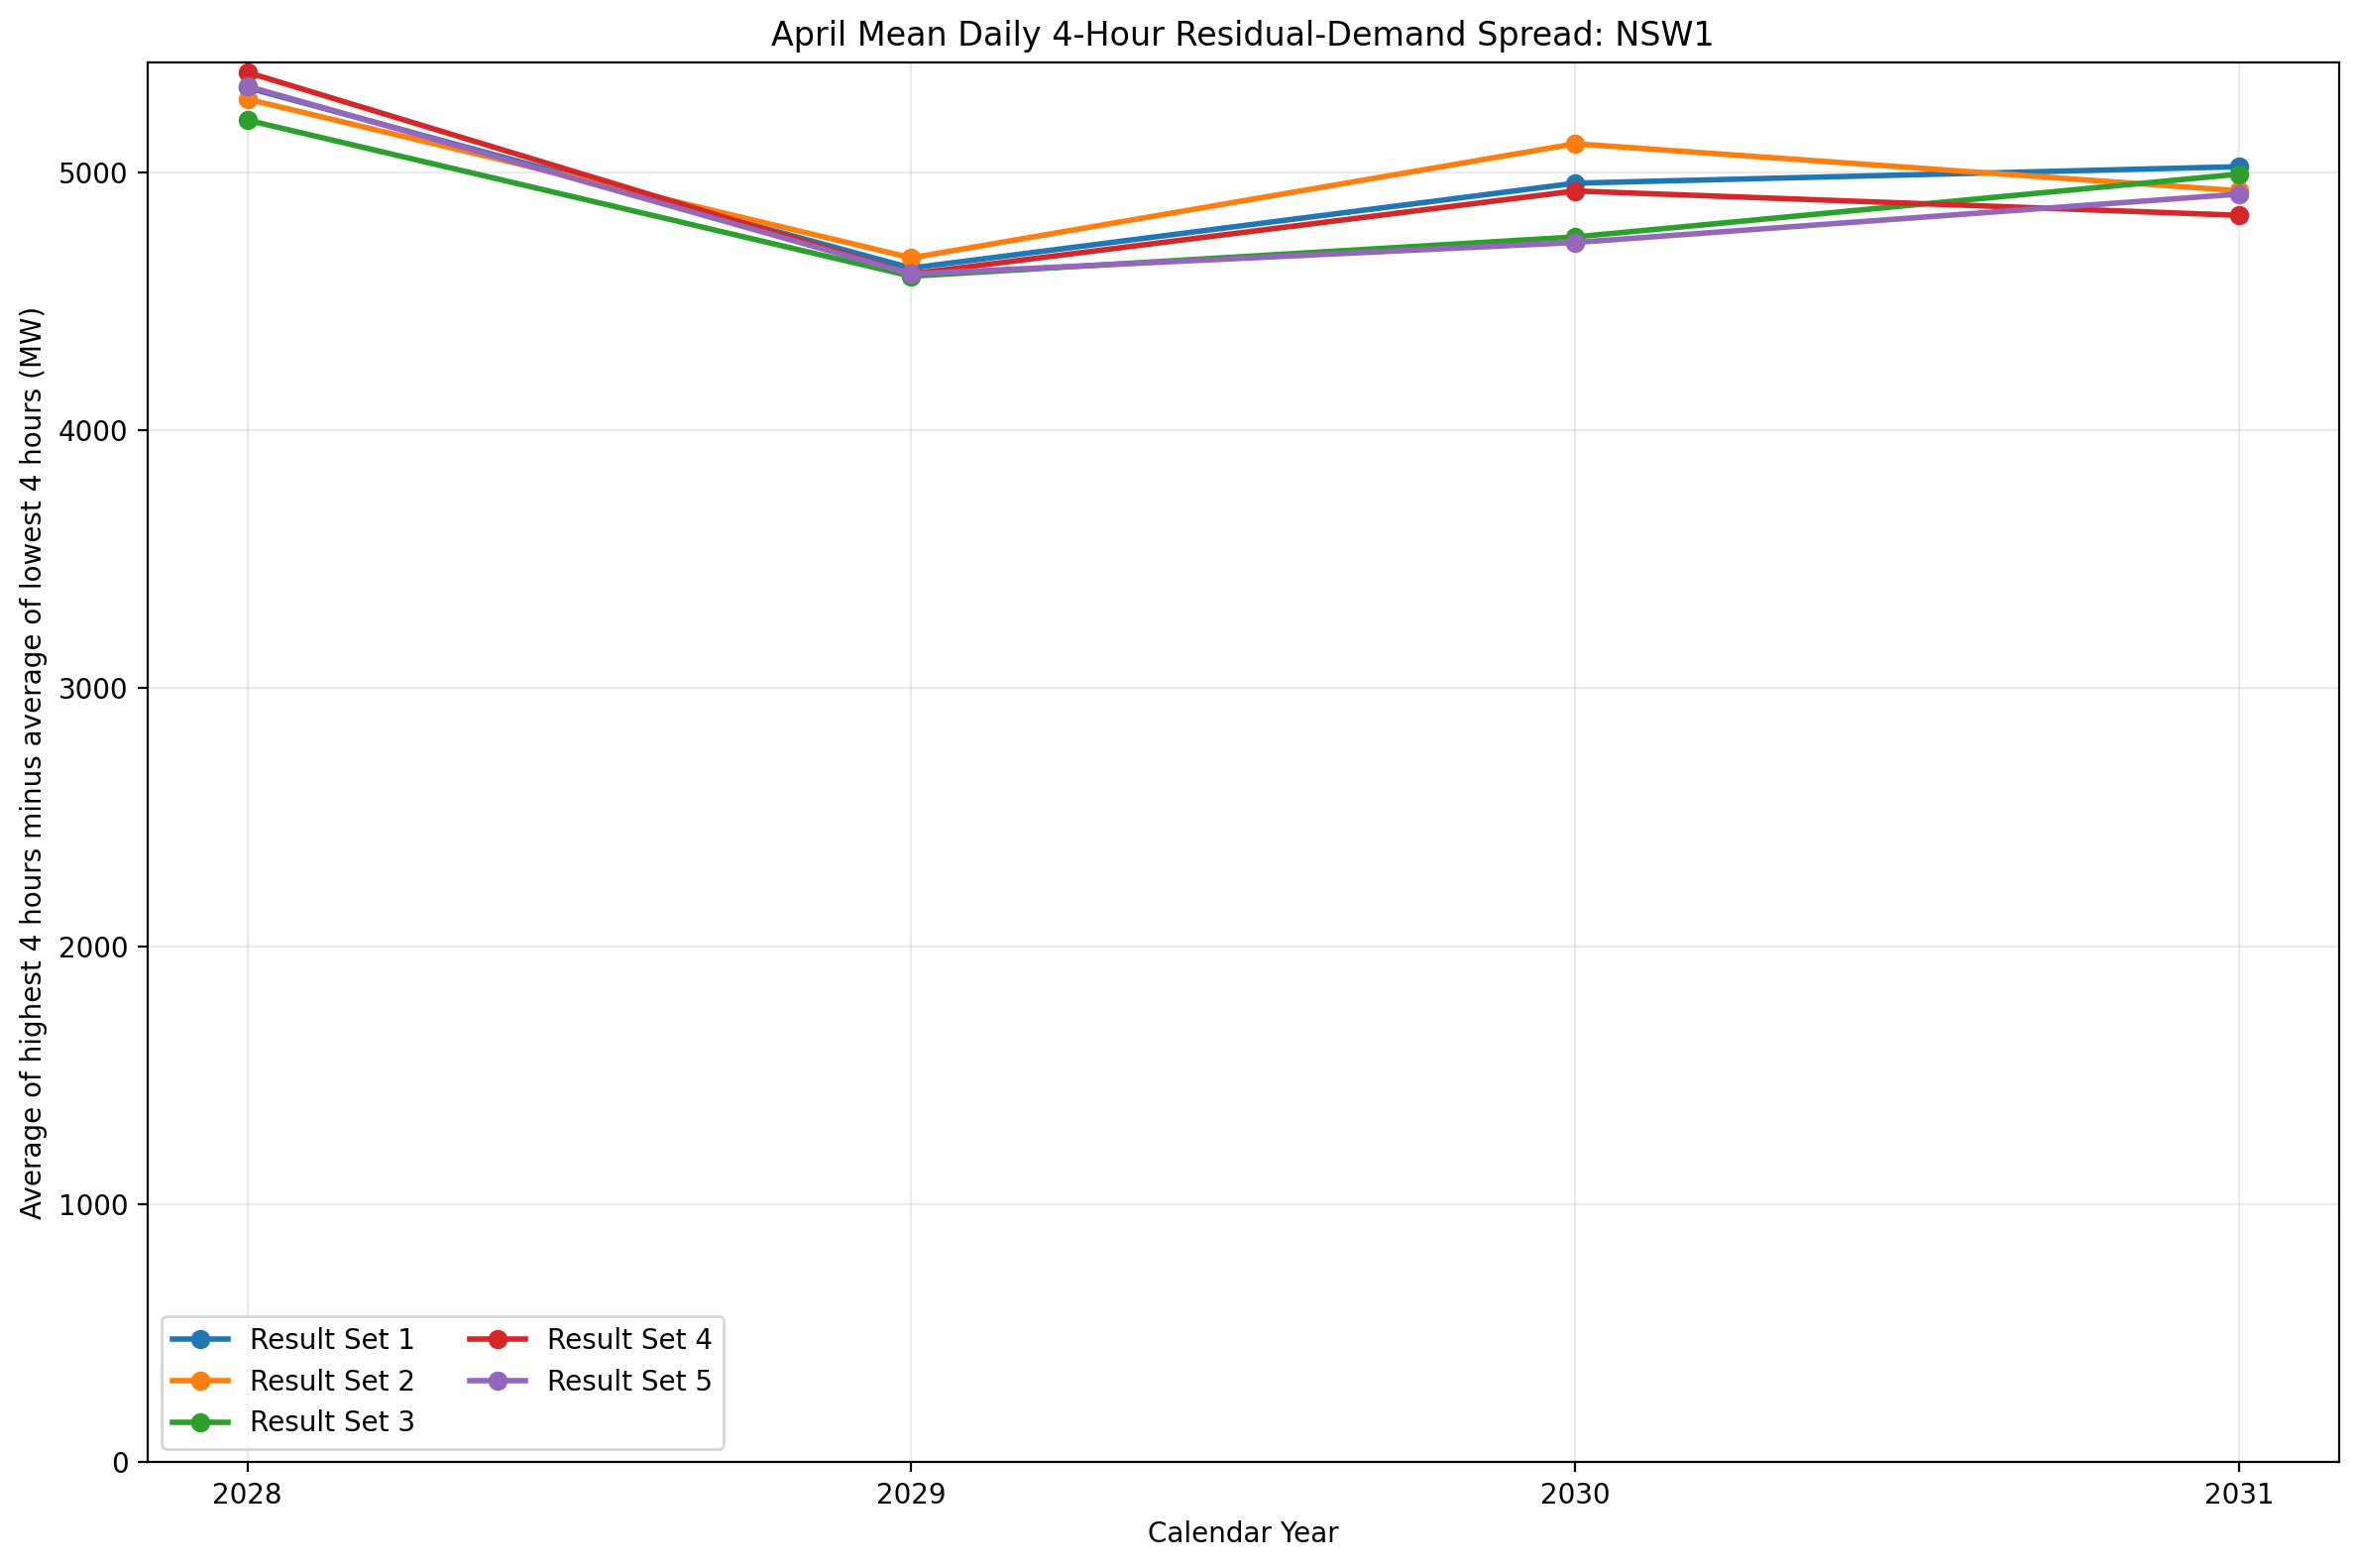 April Mean Daily 4-Hour Residual-Demand Spread: NSW1
Average of highest 4 hours minus average of lowest 4 hours (MW)
5000
4000
3000
2000
1000
0
Result Set 1
Result Set 2
Result Set 3
Result Set 4
Result Set 5
2028
2029
2030
2031
Calendar Year